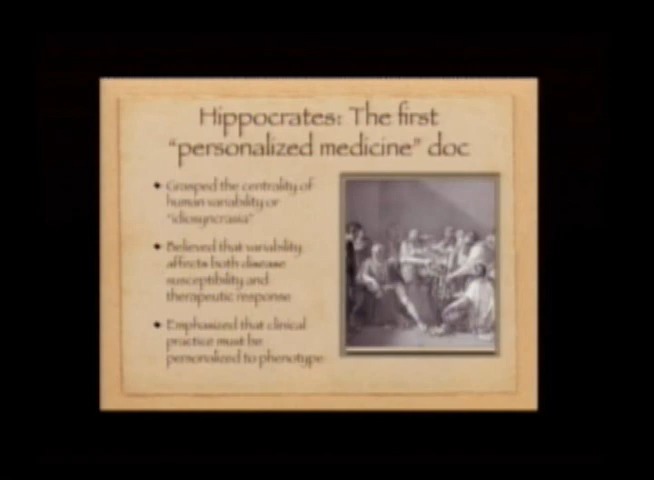 Hippocrates: The first
“personalized medicine” doc
• Grasped the centrality of
human variability or
“idiosyncrasia”
• Believed that variability
affects both disease
susceptibility and
therapeutic response
• Emphasized that clinical
practice must be
personalized to phenotype